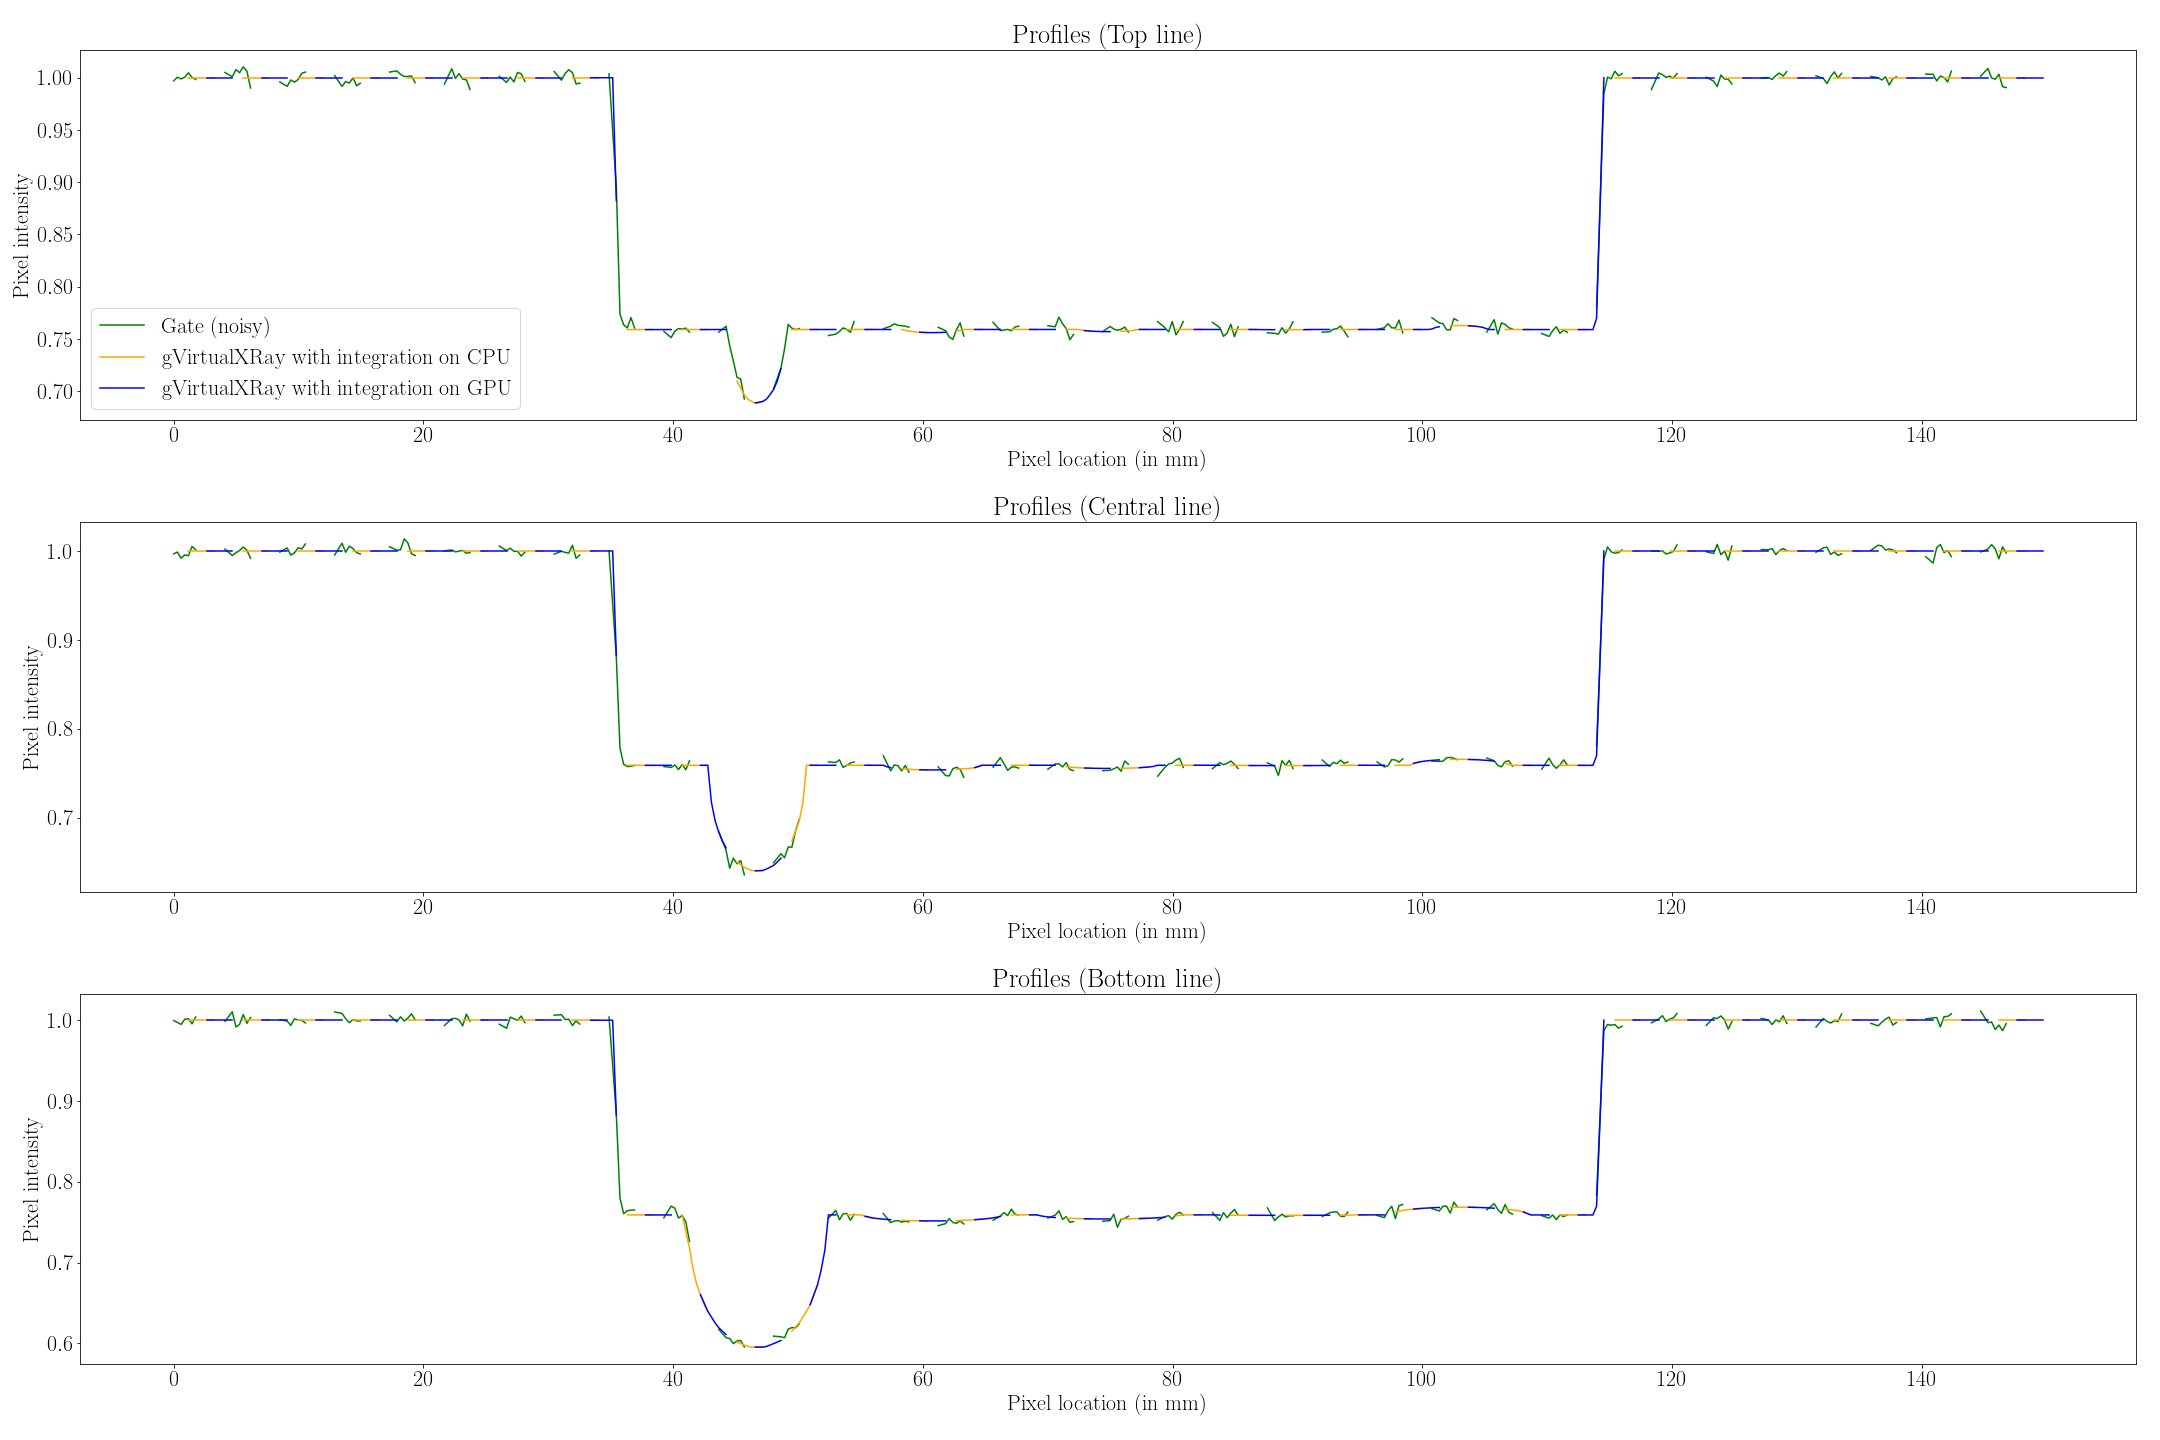 Profiles (Top line)
1.00
0.95
0.90
0.85
0.80
0.75
0.70
Pixel intensity
Gate (noisy)
gVirtualXRay with integration on CPU
gVirtualXRay with integration on GPU
0 20 40 60 80 100 120 140
Pixel location (in mm)
Profiles (Central line)
1.0
0.9
0.8
0.7
Pixel intensity
0 20 40 60 80 100 120 140
Pixel location (in mm)
Profiles (Bottom line)
1.0
0.9
0.8
0.7
0.6
Pixel intensity
0 20 40 60 80 100 120 140
Pixel location (in mm)